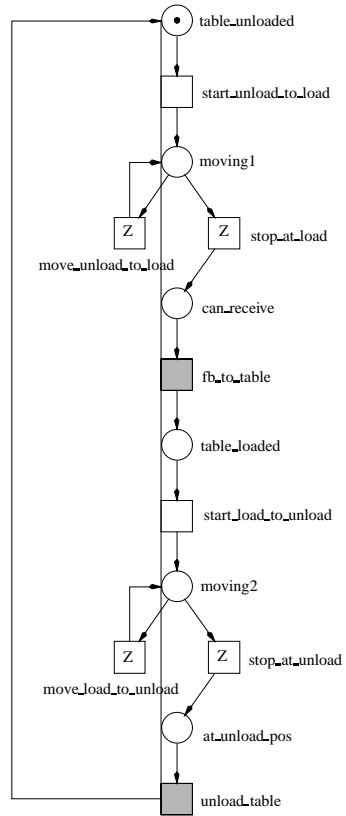 table_unloaded
start_unload_to_load
moving1
Z
Z
stop_at_load
move_unload_to_load
can_receive
fb_to_table
table_loaded
start_load_to_unload
moving2
Z
Z
stop_at_unload
move_load_to_unload
at_unload_pos
unload_table